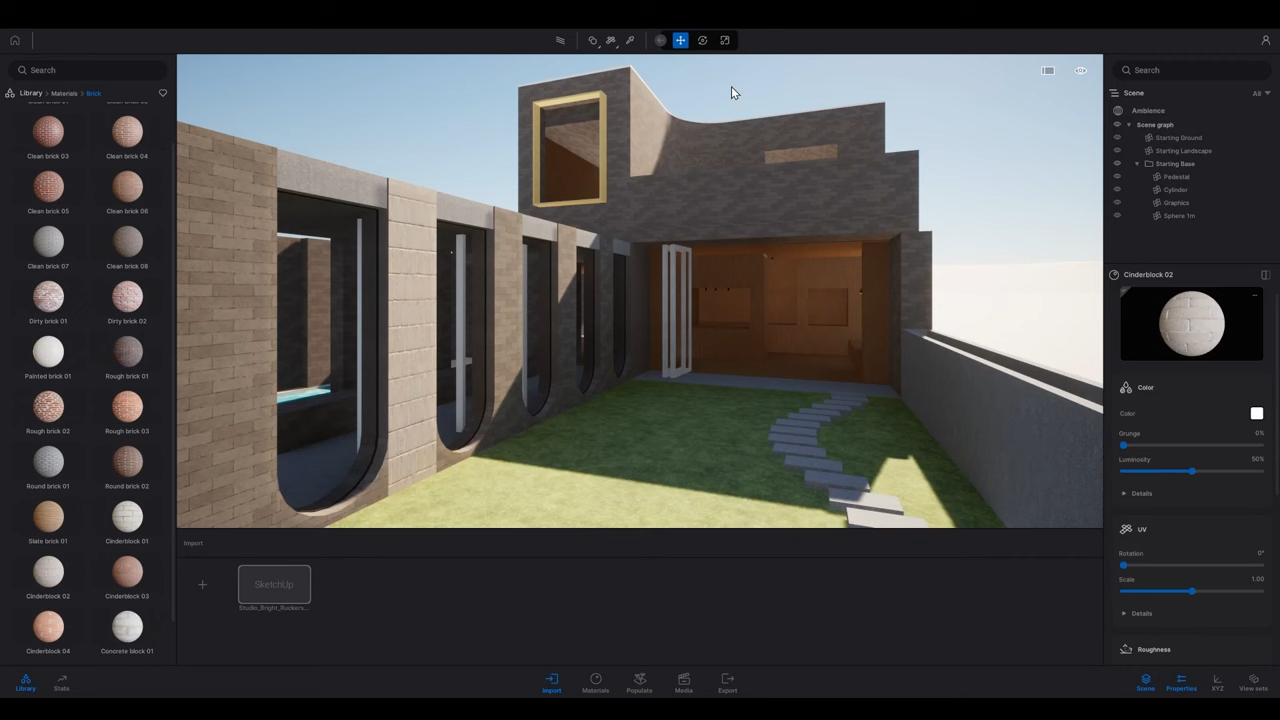 Search
Library Materials Brick
Clean brick 03
Clean brick 04
Clean brick 05
Clean brick 06
Clean brick 07
Clean brick 08
Dirty brick 01
Dirty brick 02
Painted brick 01
Rough brick 01
Rough brick 02
Rough brick 03
Round brick 01
Round brick 02
Slate brick 01
Cinderblock 01
Cinderblock 02
Cinderblock 03
Cinderblock 04
Concrete block 01
Import
SketchUp
Studio_Bright_Ruckers...
Search
Scene All
Ambience
Scene graph
Starting Ground
Starting Landscape
Starting Base
Pedestal
Cylinder
Graphics
Sphere 1m
Cinderblock 02
Color
Color
Grunge 0%
Luminosity 50%
Details
UV
Rotation 0°
Scale 1.00
Details
Roughness
Library
Stats
Import
Materials
Populate
Media
Export
Scene
Properties
XYZ
View sets